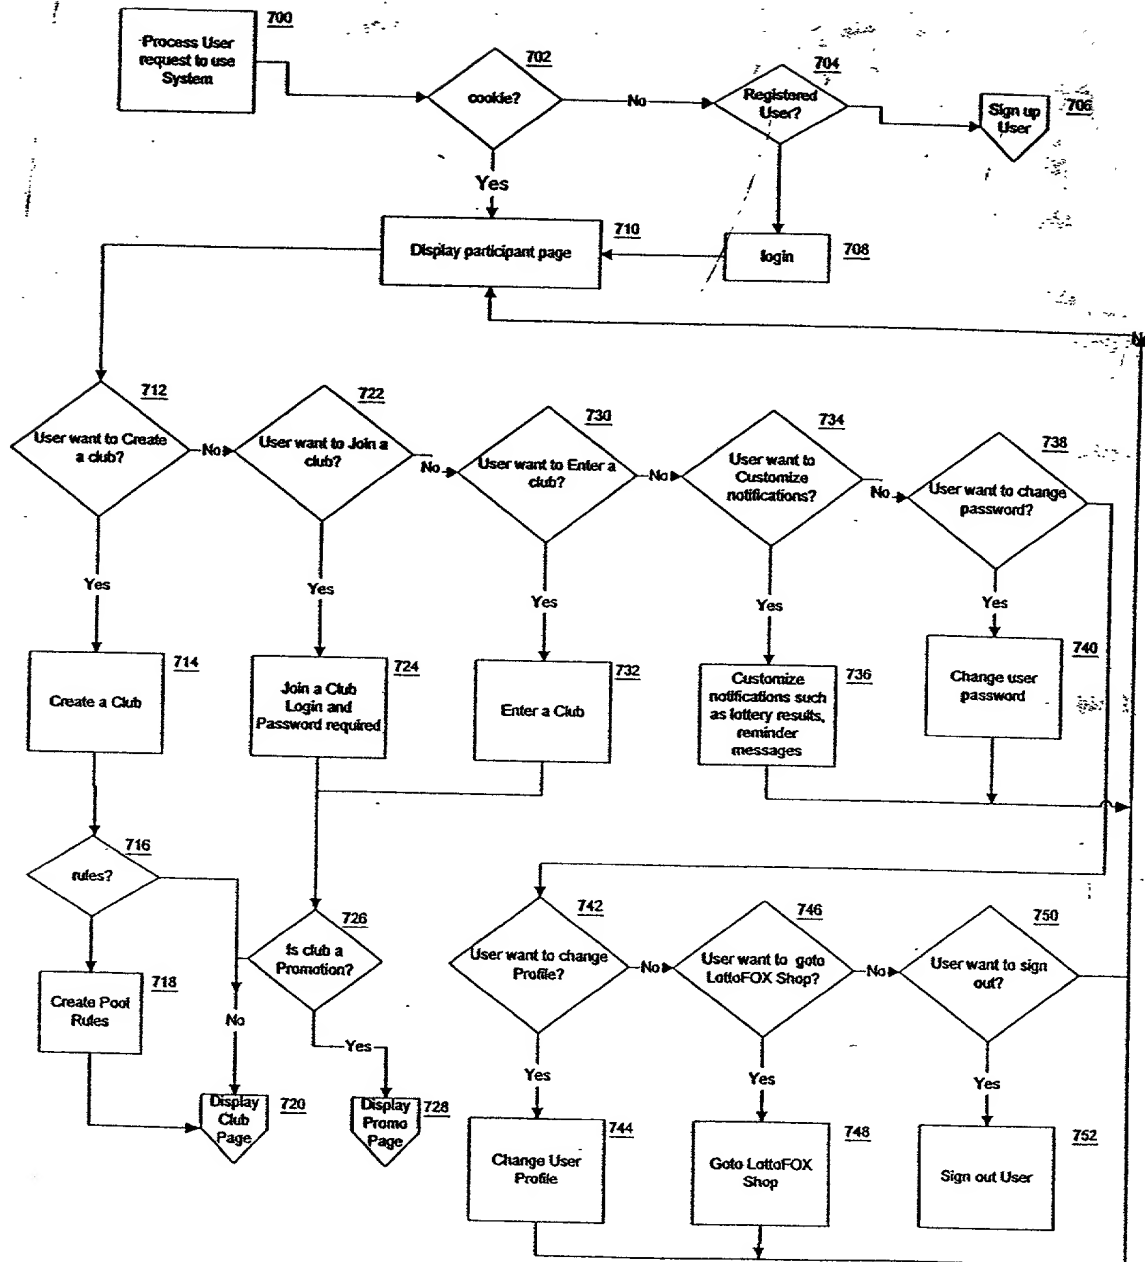 700
Process User
request to use
System
702
cookie?
No
704
Registered
User?
706
Sign up
User
Yes
710
Display participant page
login
708
712
User want to Create
a club?
No
722
User want to Join a
club?
No
730
User want to Enter a
club?
No
734
User want to
Customize
notifications?
No
738
User want to change
password?
Yes
Yes
Yes
Yes
Yes
714
Create a Club
724
Join a Club
Login and
Password required
732
Enter a Club
736
Customize
notifications such
as lottery results,
reminder
messages
740
Change user
password
716
rules?
726
Is club a
Promotion?
742
User want to change
Profile?
No
746
User want to goto
LottoFOX Shop?
No
750
User want to sign
out?
718
Create Pool
Rules
No
Yes
Yes
Yes
Yes
Display
Club
Page
720
Display
Promo
Page
728
744
Change User
Profile
748
Goto LottoFOX
Shop
752
Sign out User